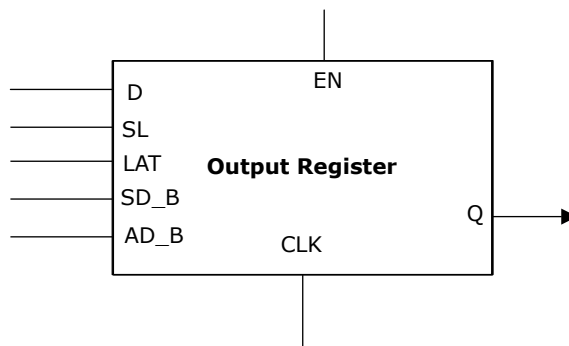 EN
D
SL
LAT
Output Register
SD_B
Q
AD_B
CLK